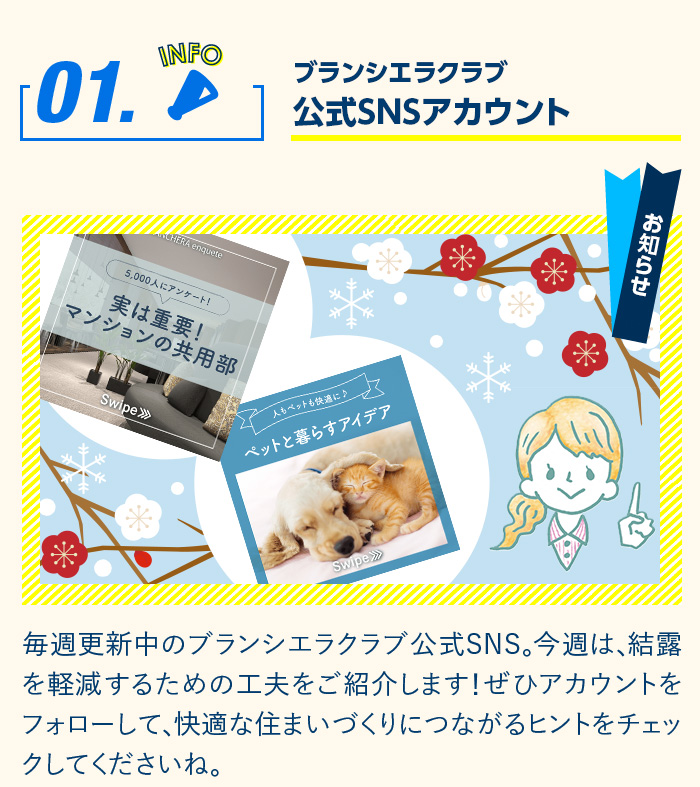 01.
INFO
ブランシエラクラブ
公式SNSアカウント
お知らせ
enquete
5,000人にアンケート!
実は重要!
マンションの共用部
Swipe
人もペットも快適に♪
ペットと暮らすアイデア
Swipe
毎週更新中のブランシエラクラブ公式SNS。今週は、結露
を軽減するための工夫をご紹介します!ぜひアカウントを
フォローして、快適な住まいづくりにつながるヒントをチェッ
クしてくださいね。